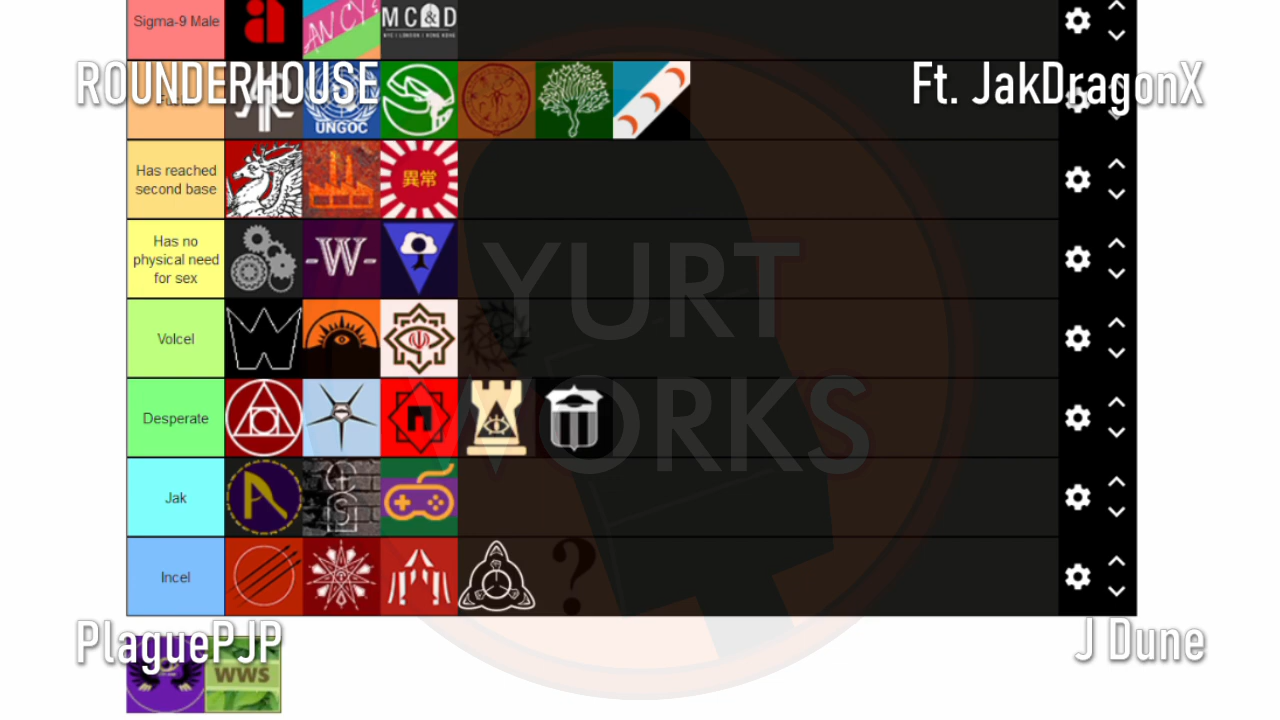 Sigma-9 Male
AWCY?
MC&D
NYC | LONDON | HONG KONG
ROUNDERHOUSE
Ft. JakDragonX
UNGOC
Has reached
second base
異常
YURT
WORKS
Has no
physical need
for sex
-W-
Volcel
Desperate
Jak
Incel
?
PlaguePJP
J Dune
WWS